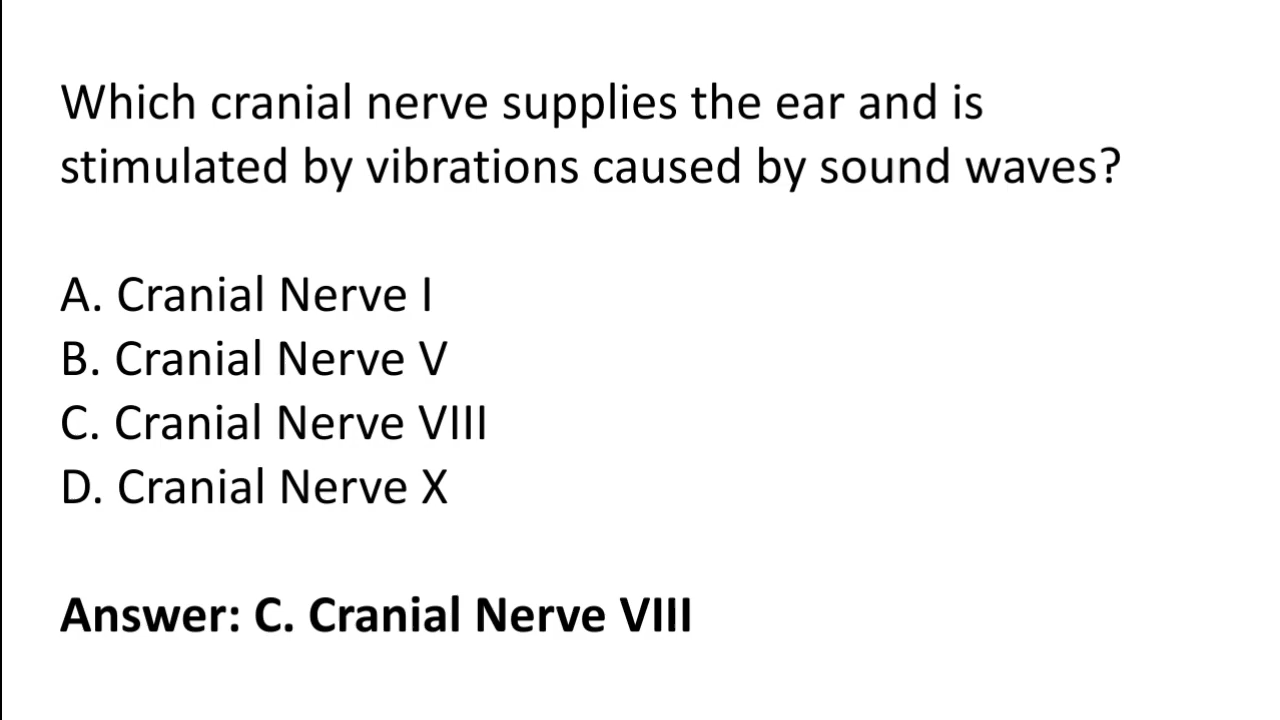 Which cranial nerve supplies the ear and is
stimulated by vibrations caused by sound waves?
A. Cranial Nerve I
B. Cranial Nerve V
C. Cranial Nerve VIII
D. Cranial Nerve X
Answer: C. Cranial Nerve VIII